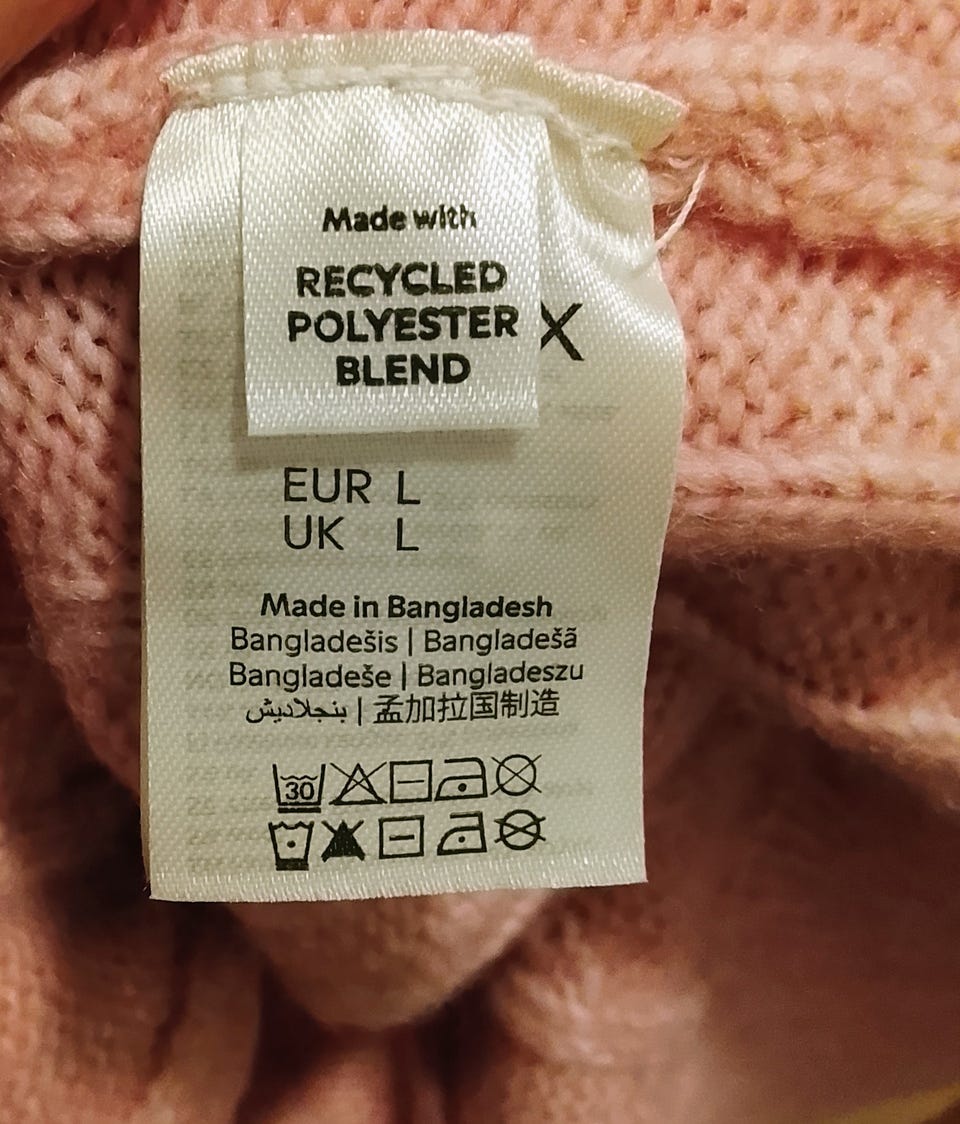 Made with
RECYCLED
POLYESTER
BLEND
X
EUR L
UK L
Made in Bangladesh
Bangladešis | Bangladešā
Bangladeše | Bangladeszu
بنجلاديش | 孟加拉国制造
30